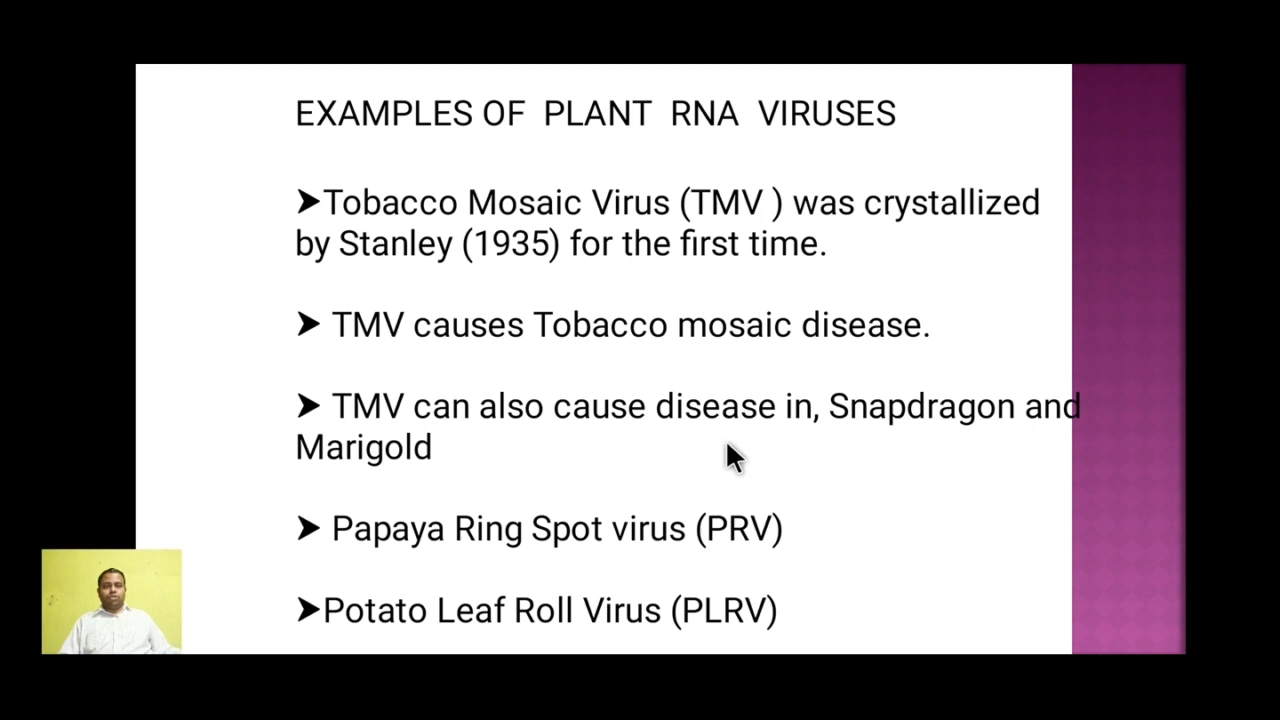 EXAMPLES OF PLANT RNA VIRUSES
➤Tobacco Mosaic Virus (TMV ) was crystallized
by Stanley (1935) for the first time.
➤ TMV causes Tobacco mosaic disease.
➤ TMV can also cause disease in, Snapdragon and
Marigold
➤ Papaya Ring Spot virus (PRV)
➤Potato Leaf Roll Virus (PLRV)